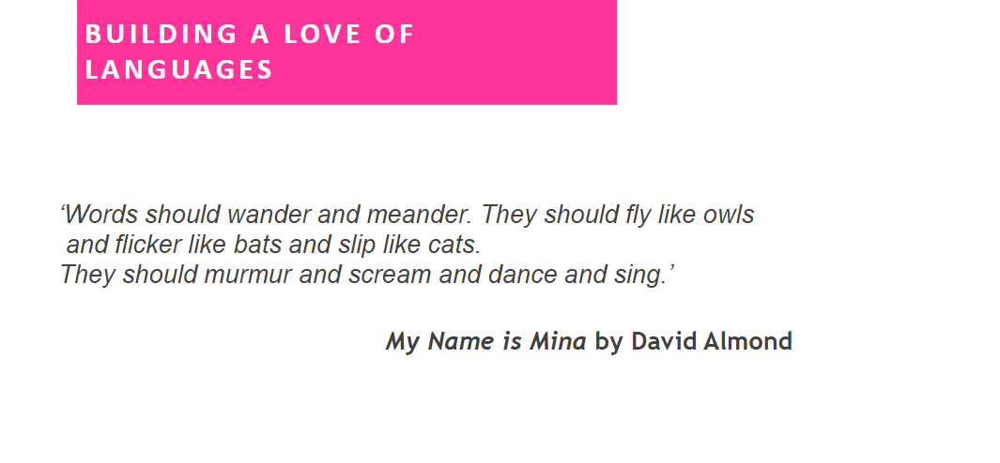 BUILDING A LOVE OF
LANGUAGES
‘Words should wander and meander. They should fly like owls
and flicker like bats and slip like cats.
They should murmur and scream and dance and sing.’
My Name is Mina by David Almond